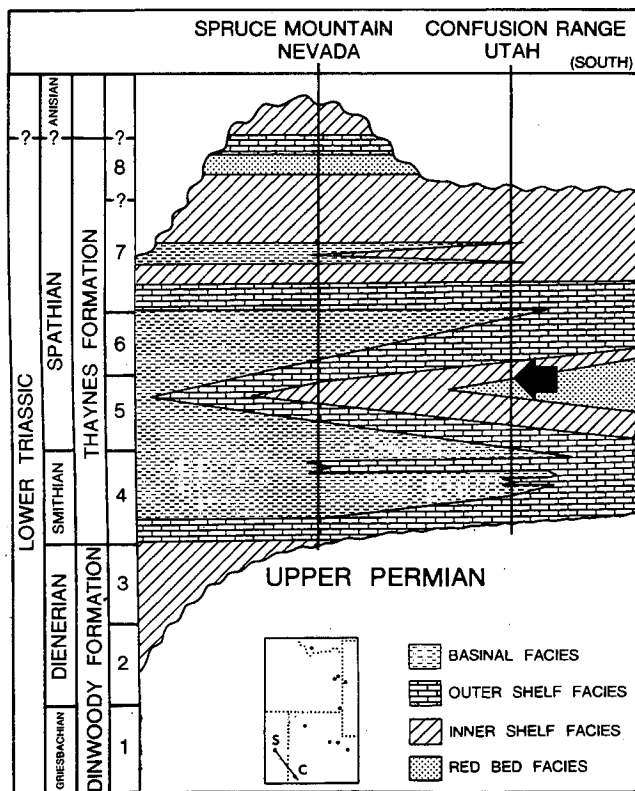 SPRUCE MOUNTAIN
NEVADA
CONFUSION RANGE
UTAH
(SOUTH)
LOWER TRIASSIC
ANISIAN
SPATHIAN
SMITHIAN
DIENERIAN
GRIESBACHIAN
THAYNES FORMATION
DINWOODY FORMATION
?
?
?
8
?
7
6
5
4
3
2
1
UPPER PERMIAN
S
C
BASINAL FACIES
OUTER SHELF FACIES
INNER SHELF FACIES
RED BED FACIES